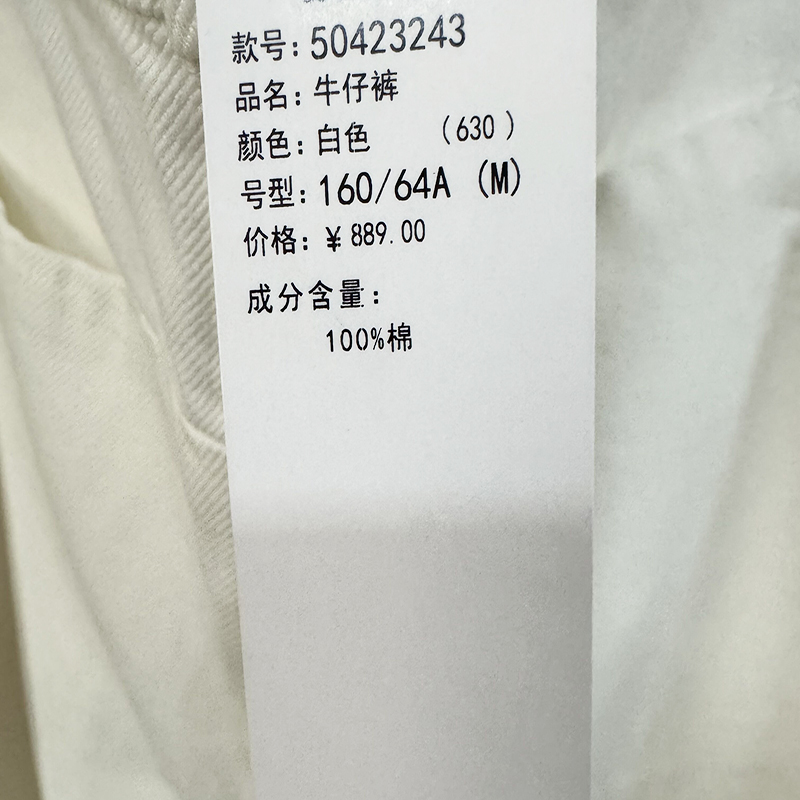 款号:50423243
品名:牛仔裤
颜色:白色 (630 )
号型:160/64A (M)
价格:¥889.00
成分含量:
100%棉